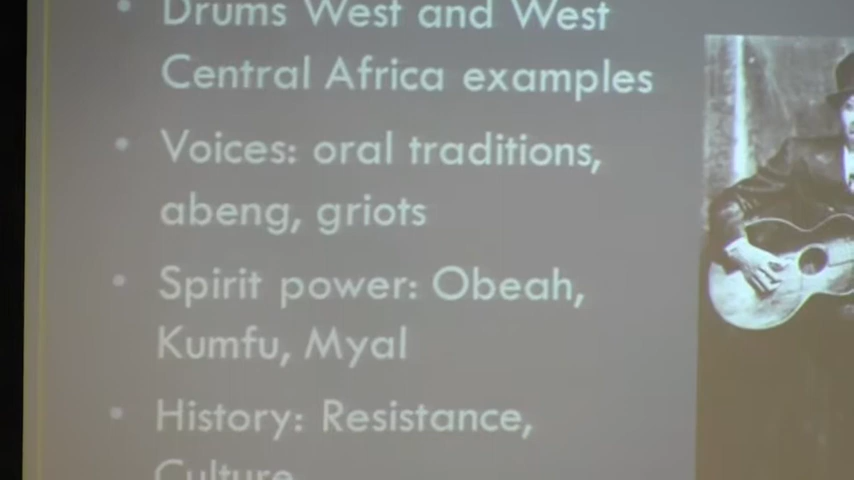 • Drums West and West
Central Africa examples
• Voices: oral traditions,
abeng, griots
• Spirit power: Obeah,
Kumfu, Myal
• History: Resistance,
Culture